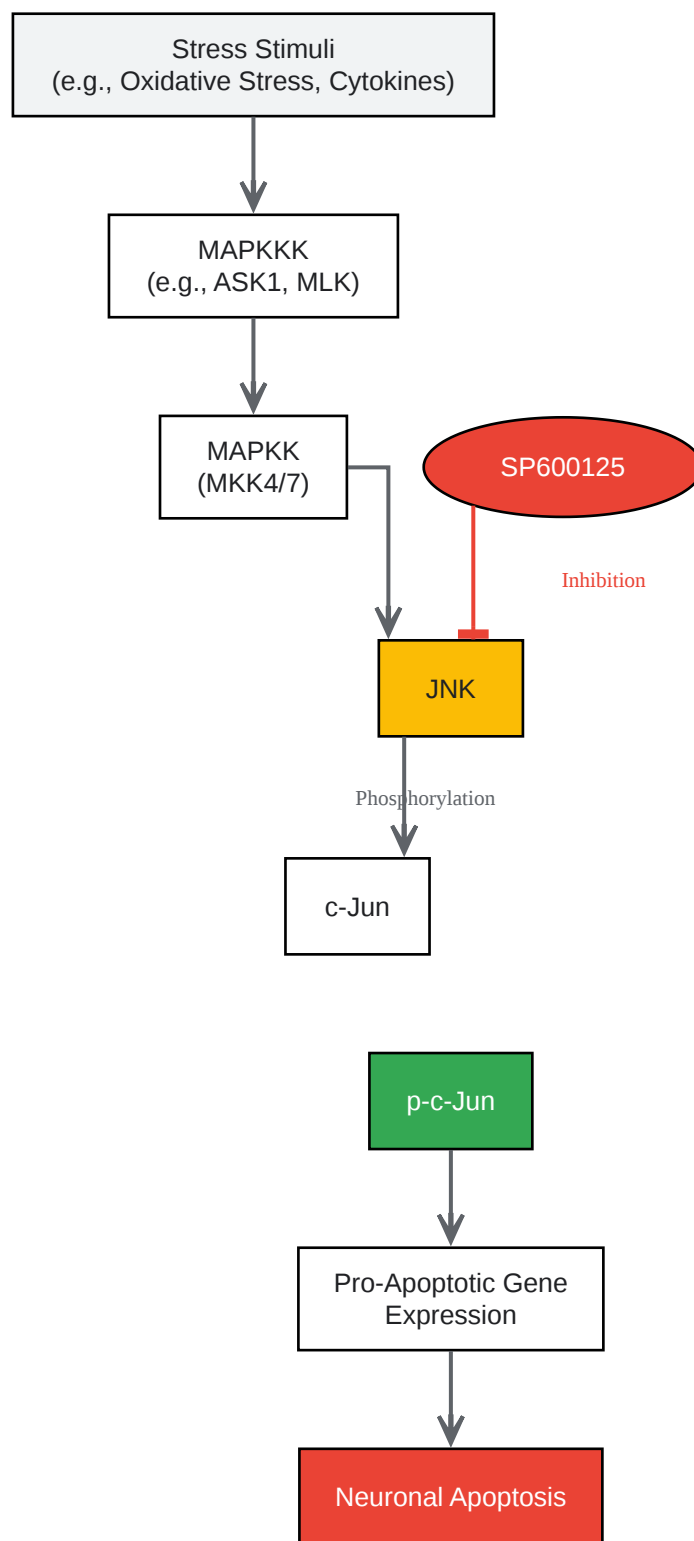 Stress Stimuli
(e.g., Oxidative Stress, Cytokines)
MAPKKK
(e.g., ASK1, MLK)
MAPKK
(MKK4/7)
SP600125
Inhibition
JNK
Phosphorylation
c-Jun
p-c-Jun
Pro-Apoptotic Gene
Expression
Neuronal Apoptosis